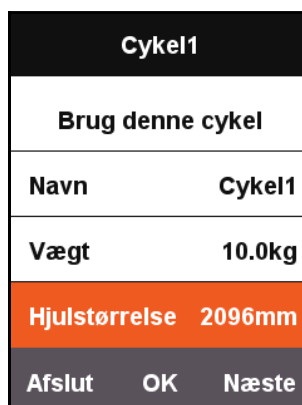 Cykel1
Brug denne cykel
Navn Cykel1
Vægt 10.0kg
Hjulstørrelse 2096mm
Afslut OK Næste